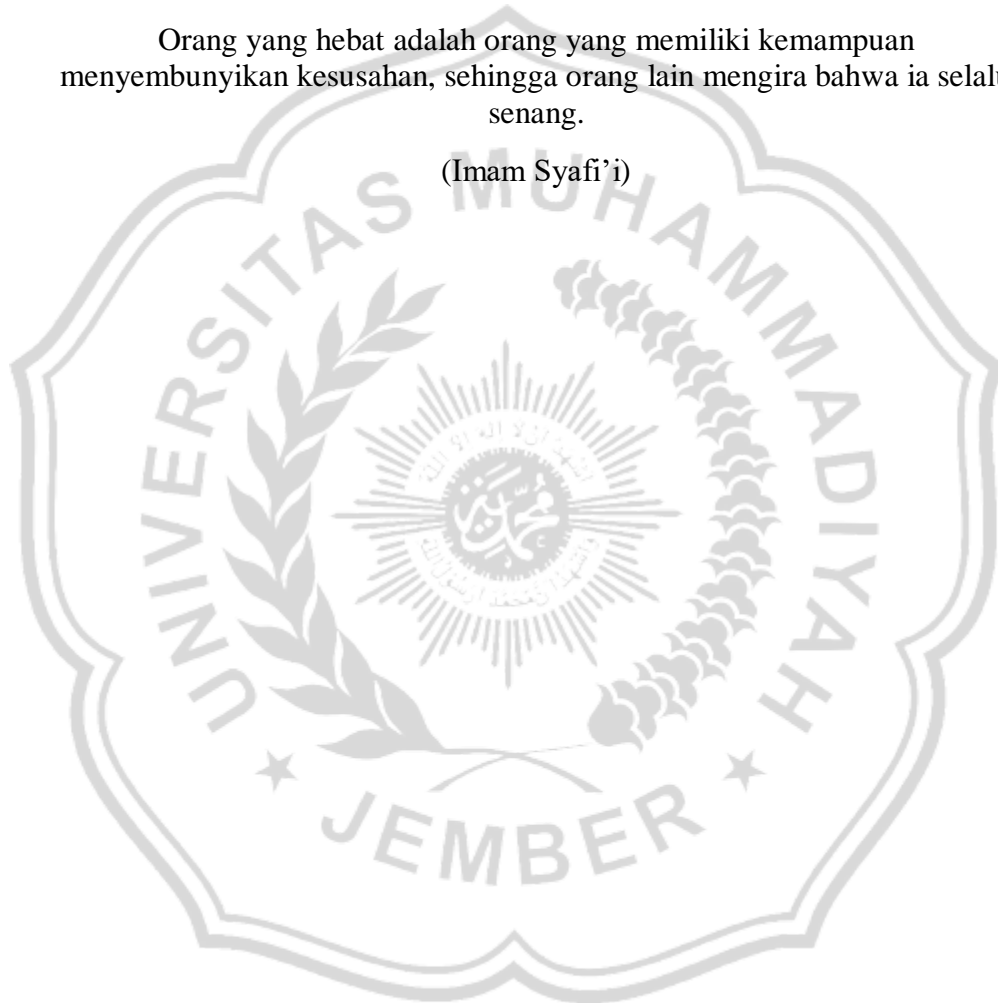 Orang yang hebat adalah orang yang memiliki kemampuan
menyembunyikan kesusahan, sehingga orang lain mengira bahwa ia selalu
senang.
(Imam Syafi’i)
UNIVERSITAS MUHAMMADIYAH
JEMBER